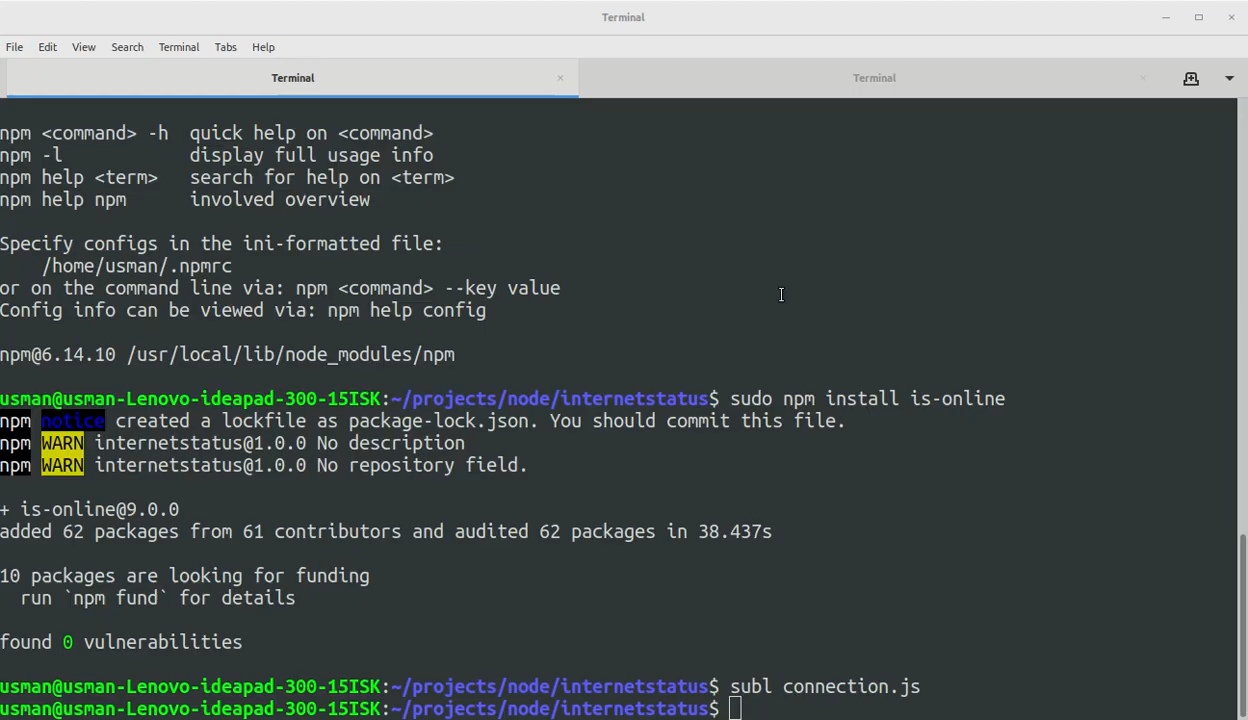 Terminal
File Edit View Search Terminal Tabs Help
Terminal Terminal
npm <command> -h  quick help on <command>
npm -l            display full usage info
npm help <term>   search for help on <term>
npm help npm      involved overview
Specify configs in the ini-formatted file:
    /home/usman/.npmrc
or on the command line via: npm <command> --key value
Config info can be viewed via: npm help config
npm@6.14.10 /usr/local/lib/node_modules/npm
usman@usman-Lenovo-ideapad-300-15ISK:~/projects/node/internetstatus$ sudo npm install is-online
npm notice created a lockfile as package-lock.json. You should commit this file.
npm WARN internetstatus@1.0.0 No description
npm WARN internetstatus@1.0.0 No repository field.
+ is-online@9.0.0
added 62 packages from 61 contributors and audited 62 packages in 38.437s
10 packages are looking for funding
  run `npm fund` for details
found 0 vulnerabilities
usman@usman-Lenovo-ideapad-300-15ISK:~/projects/node/internetstatus$ subl connection.js
usman@usman-Lenovo-ideapad-300-15ISK:~/projects/node/internetstatus$